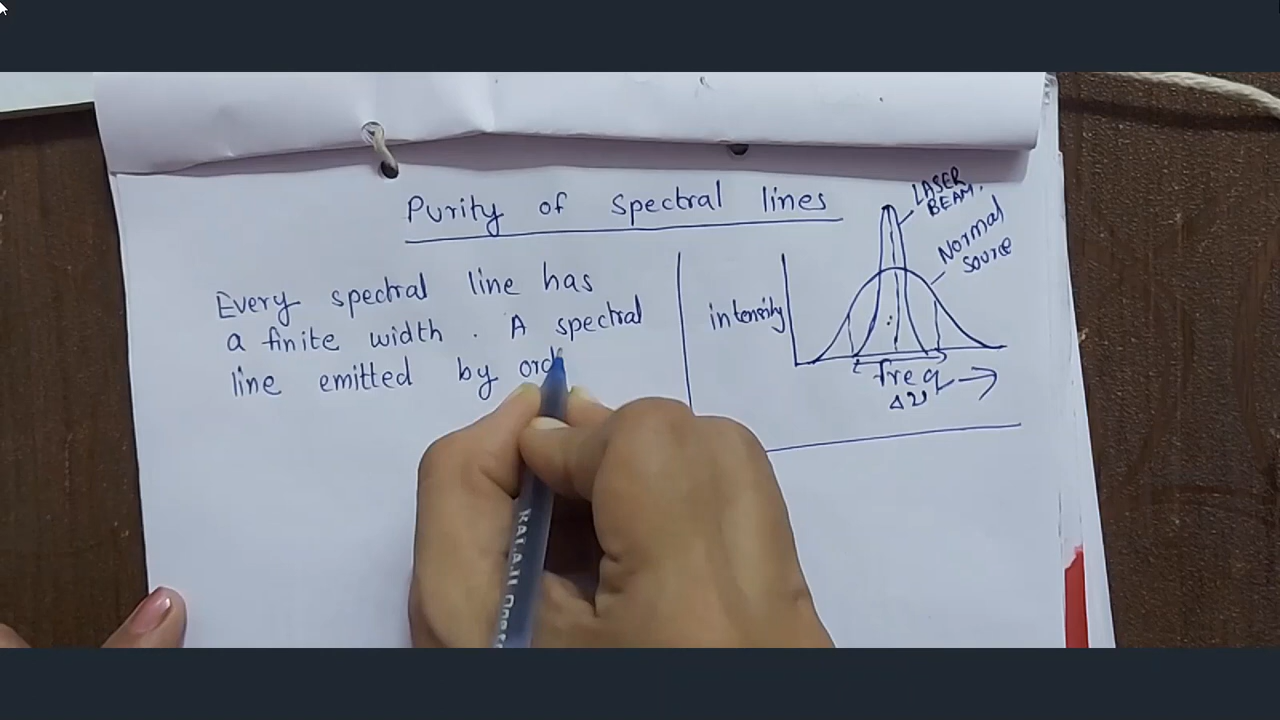 Purity of spectral lines
Every spectral line has
a finite width . A spectral
line emitted by ord
LASER
BEAM.
Normal
source
intensity
freq
Δν